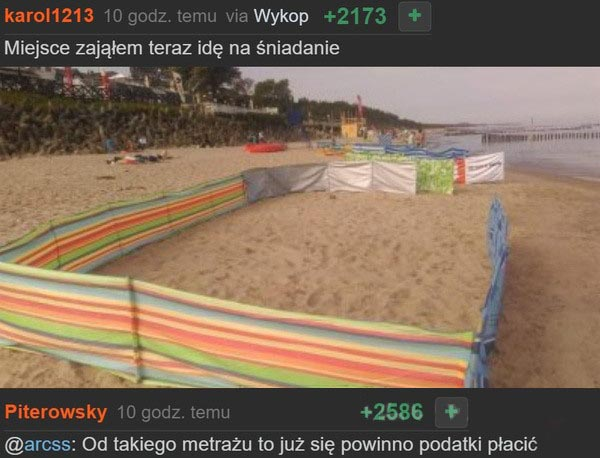 karol1213 10 godz. temu via Wykop +2173 +
Miejsce zająłem teraz idę na śniadanie
Piterowsky 10 godz. temu +2586 +
@arcss: Od takiego metrażu to już się powinno podatki płacić